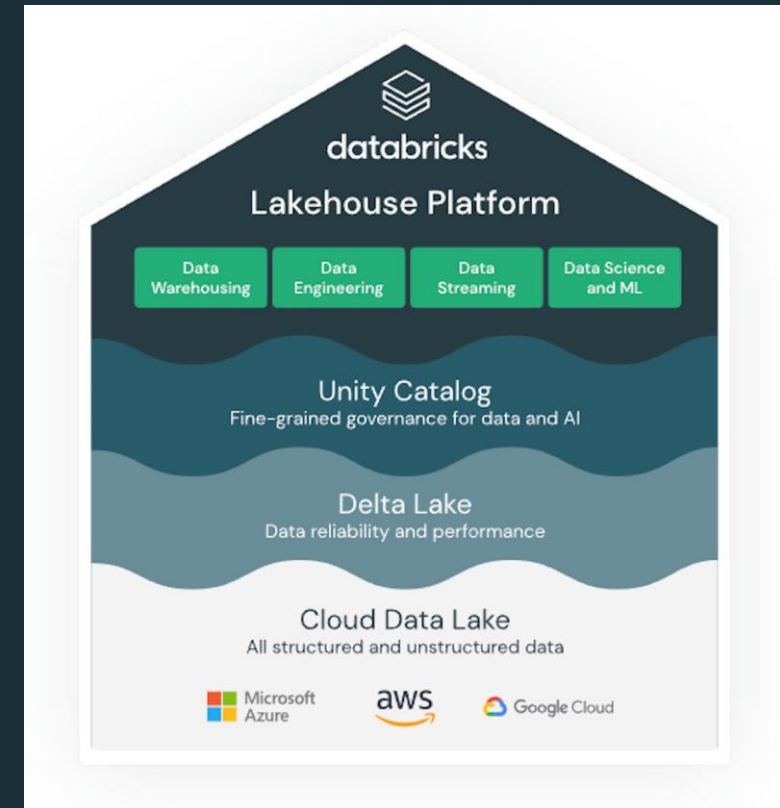 databricks
Lakehouse Platform
Data Warehousing
Data Engineering
Data Streaming
Data Science and ML
Unity Catalog
Fine-grained governance for data and AI
Delta Lake
Data reliability and performance
Cloud Data Lake
All structured and unstructured data
Microsoft Azure
aws
Google Cloud